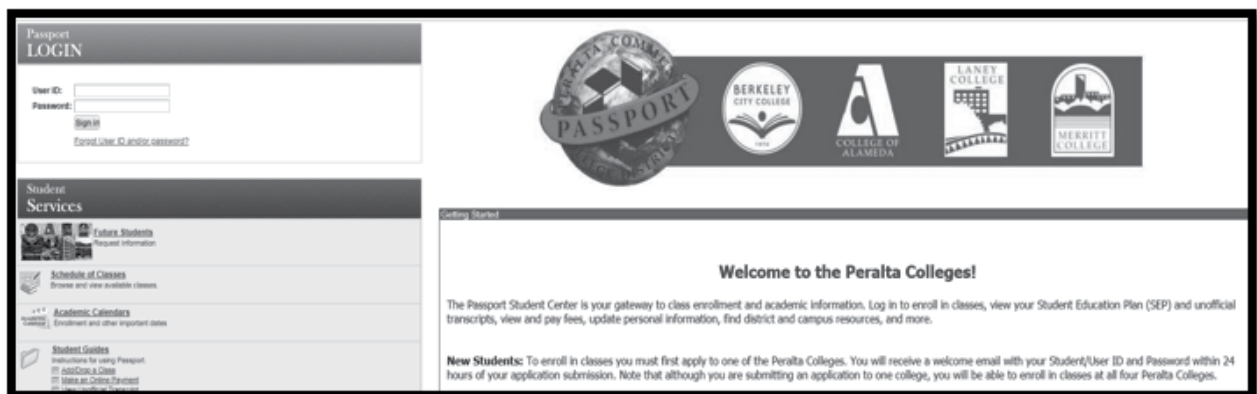 Passport
LOGIN
User ID:
Password:
Sign in
Forgot User ID and/or password?
Student
Services
Future Students
Request information
Schedule of Classes
Browse and view available classes.
Academic Calendars
Enrollment and other important dates
Student Guides
Instructions for using Passport.
Add/Drop a Class
Make an Online Payment
View Unofficial Transcript
PERALTA COMMUNITY
PASSPORT
COLLEGE DISTRICT
BERKELEY
CITY COLLEGE
1974
COLLEGE OF
ALAMEDA
LANEY
COLLEGE
MERRITT
COLLEGE
Getting Started
Welcome to the Peralta Colleges!
The Passport Student Center is your gateway to class enrollment and academic information. Log in to enroll in classes, view your Student Education Plan (SEP) and unofficial
transcripts, view and pay fees, update personal information, find district and campus resources, and more.
New Students: To enroll in classes you must first apply to one of the Peralta Colleges. You will receive a welcome email with your Student/User ID and Password within 24
hours of your application submission. Note that although you are submitting an application to one college, you will be able to enroll in classes at all four Peralta Colleges.